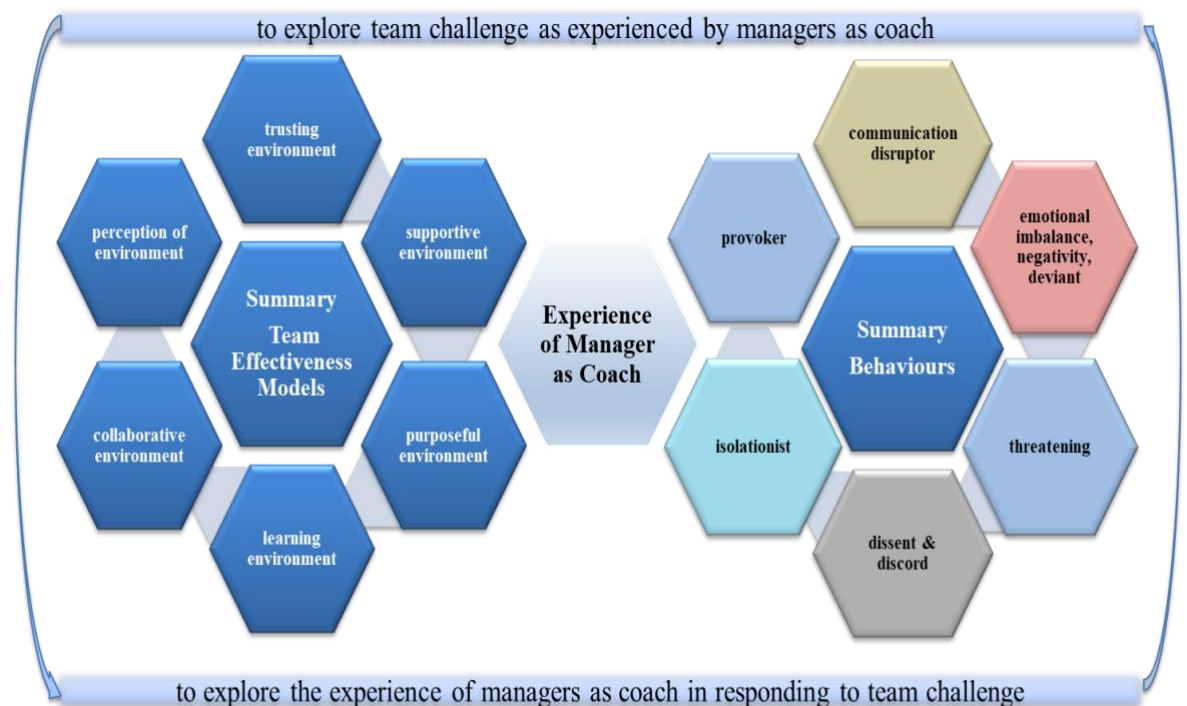 to explore team challenge as experienced by managers as coach
trusting
environment
perception of
environment
supportive
environment
Summary
Team
Effectiveness
Models
collaborative
environment
purposeful
environment
learning
environment
Experience
of Manager
as Coach
communication
disruptor
provoker
emotional
imbalance,
negativity,
deviant
Summary
Behaviours
isolationist
threatening
dissent &
discord
to explore the experience of managers as coach in responding to team challenge